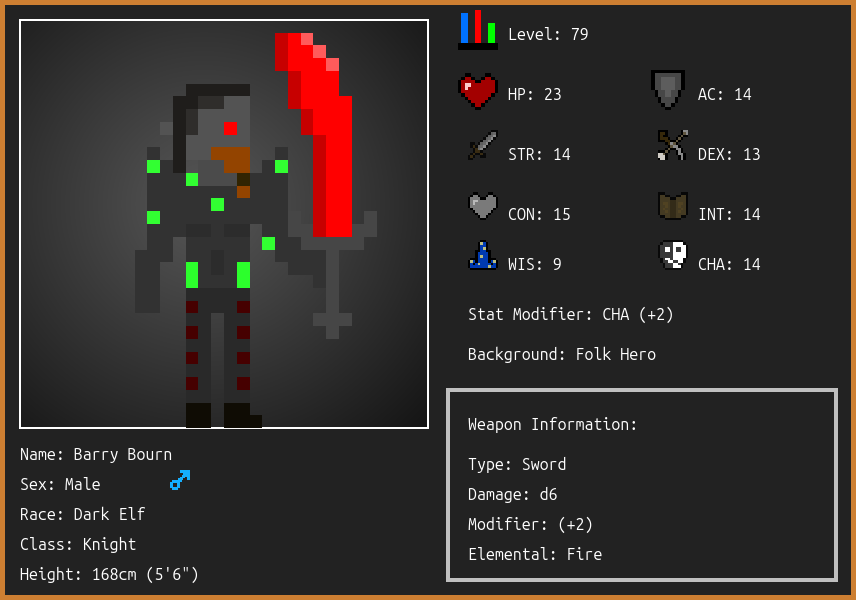 Level: 79
HP: 23
AC: 14
STR: 14
DEX: 13
CON: 15
INT: 14
WIS: 9
CHA: 14
Stat Modifier: CHA (+2)
Background: Folk Hero
Weapon Information:
Type: Sword
Damage: d6
Modifier: (+2)
Elemental: Fire
Name: Barry Bourn
Sex: Male
Race: Dark Elf
Class: Knight
Height: 168cm (5'6")